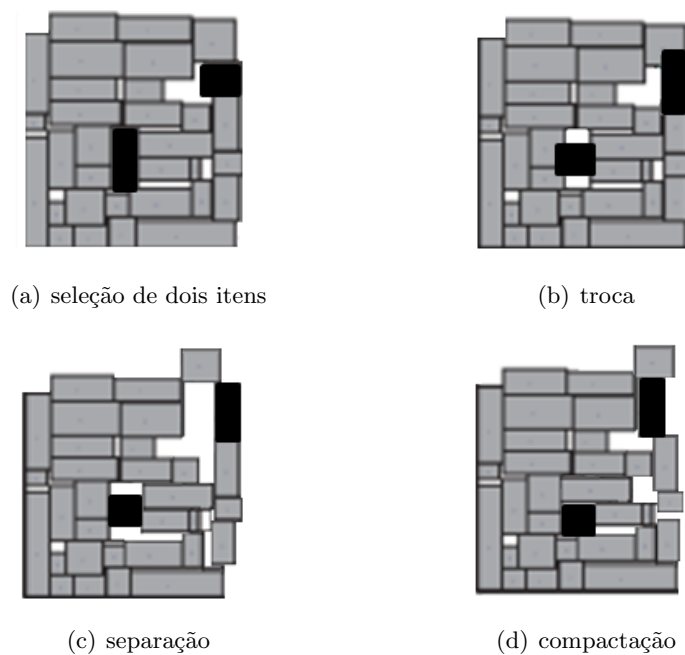 (a) seleção de dois itens
(b) troca
(c) separação
(d) compactação